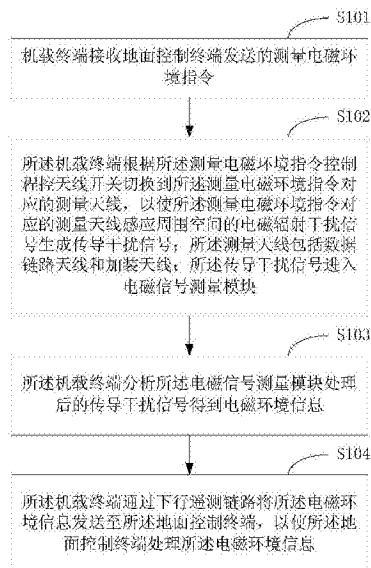 S101
机载终端接收地面控制终端发送的测量电磁环
境指令
S102
所述机载终端根据所述测量电磁环境指令控制
程控天线开关切换到所述测量电磁环境指令对
应的测量天线，以使所述测量电磁环境指令对
应的测量天线感应周围空间的电磁辐射干扰信
号生成传导干扰信号；所述测量天线包括数据
链路天线和加装天线；所述传导干扰信号进入
电磁信号测量模块
S103
所述机载终端分析所述电磁信号测量模块处理
后的传导干扰信号得到电磁环境信息
S104
所述机载终端通过下行遥测链路将所述电磁环
境信息发送至所述地面控制终端，以使所述地
面控制终端处理所述电磁环境信息